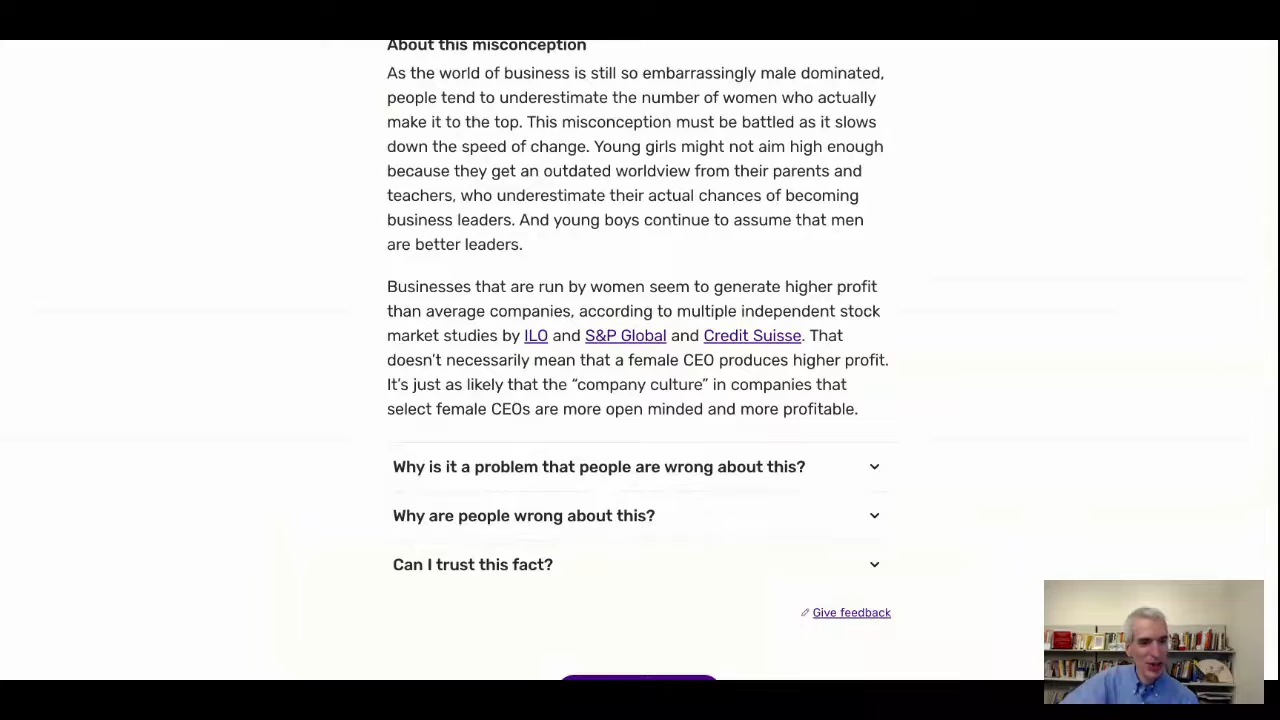 About this misconception
As the world of business is still so embarrassingly male dominated,
people tend to underestimate the number of women who actually
make it to the top. This misconception must be battled as it slows
down the speed of change. Young girls might not aim high enough
because they get an outdated worldview from their parents and
teachers, who underestimate their actual chances of becoming
business leaders. And young boys continue to assume that men
are better leaders.
Businesses that are run by women seem to generate higher profit
than average companies, according to multiple independent stock
market studies by ILO and S&P Global and Credit Suisse. That
doesn’t necessarily mean that a female CEO produces higher profit.
It’s just as likely that the “company culture” in companies that
select female CEOs are more open minded and more profitable.
Why is it a problem that people are wrong about this?
Why are people wrong about this?
Can I trust this fact?
Give feedback